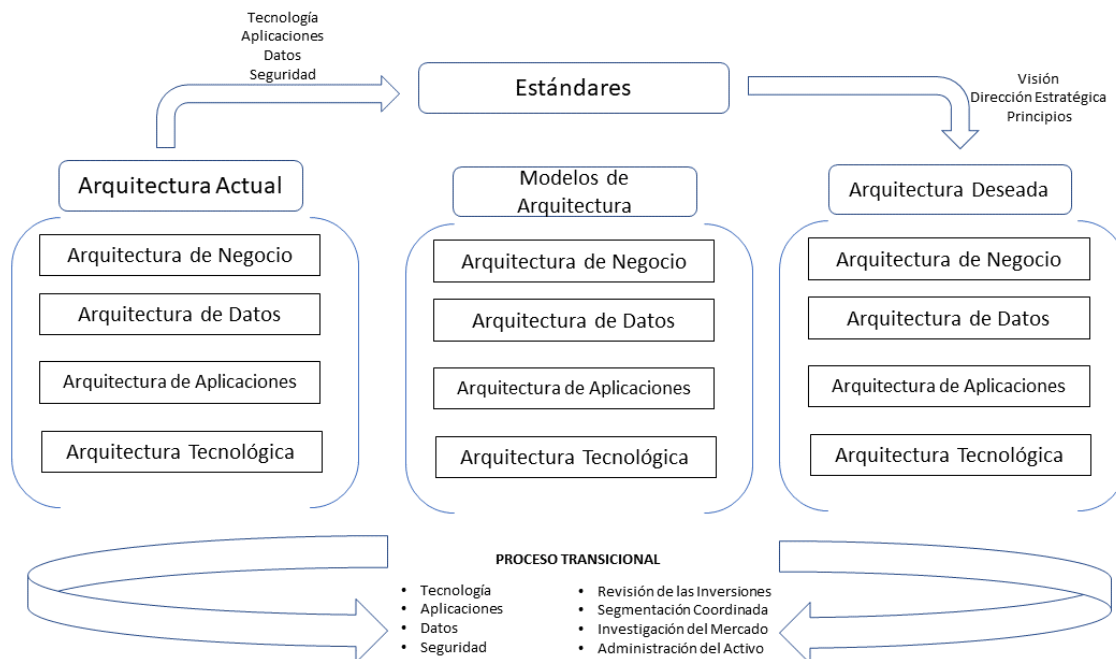 Tecnología
Aplicaciones
Datos
Seguridad
Estándares
Visión
Dirección Estratégica
Principios
Arquitectura Actual
Arquitectura de Negocio
Arquitectura de Datos
Arquitectura de Aplicaciones
Arquitectura Tecnológica
Modelos de
Arquitectura
Arquitectura de Negocio
Arquitectura de Datos
Arquitectura de Aplicaciones
Arquitectura Tecnológica
Arquitectura Deseada
Arquitectura de Negocio
Arquitectura de Datos
Arquitectura de Aplicaciones
Arquitectura Tecnológica
PROCESO TRANSICIONAL
• Tecnología
• Aplicaciones
• Datos
• Seguridad
• Revisión de las Inversiones
• Segmentación Coordinada
• Investigación del Mercado
• Administración del Activo